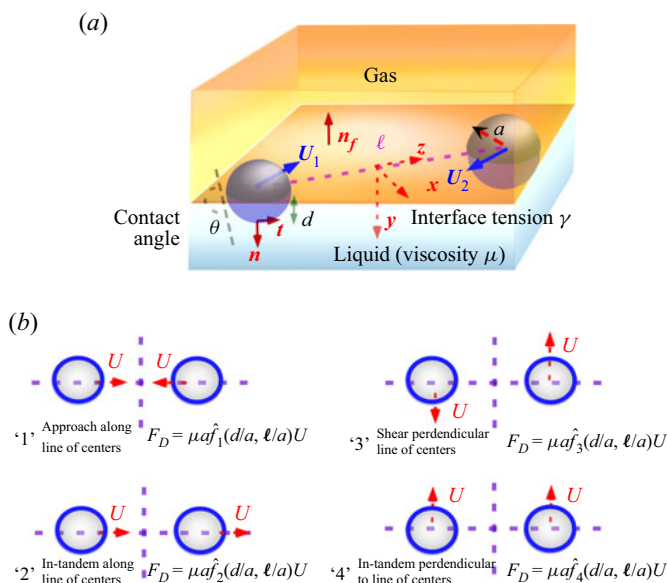 (a)
Gas
n_f
a
U_1
ℓ
z
U_2
x
Contact
angle
θ
t
d
y
Interface tension γ
n
Liquid (viscosity μ)
(b)
U U
'1' Approach along
line of centers
F_D = μaf̂_1(d/a, ℓ/a)U
U
U
'3' Shear perdendicular
line of centers
F_D = μaf̂_3(d/a, ℓ/a)U
U U
'2' In-tandem along
line of centers
F_D = μaf̂_2(d/a, ℓ/a)U
U U
'4' In-tandem perdendicular
to line of centers
F_D = μaf̂_4(d/a, ℓ/a)U